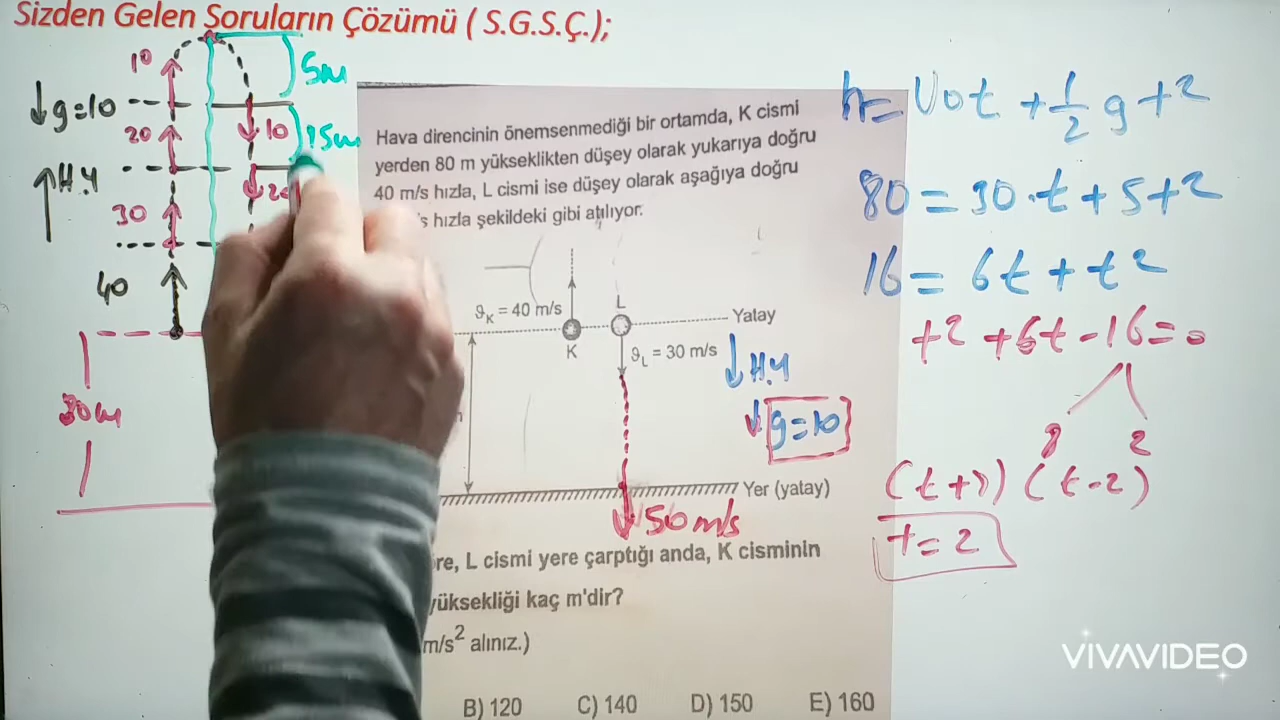 Sizden Gelen Soruların Çözümü ( S.G.S.Ç.);
10
5m
↓g=10
20
↓10
15m
↑H.Y
30
40
80m
Hava direncinin önemsenmediği bir ortamda, K cismi
yerden 80 m yükseklikten düşey olarak yukarıya doğru
40 m/s hızla, L cismi ise düşey olarak aşağıya doğru
s hızla şekildeki gibi atılıyor.
ϑK = 40 m/s
L
Yatay
K
ϑL = 30 m/s
↓H.Y
↓g=10
Yer (yatay)
50 m/s
re, L cismi yere çarptığı anda, K cisminin
yüksekliği kaç m'dir?
m/s² alınız.)
B) 120 C) 140 D) 150 E) 160
h= V0t + 1/2 g t2
80 = 30.t + 5t2
16 = 6t + t2
t2 + 6t - 16 = 0
8 2
(t+8) (t-2)
t = 2
VIVAVIDEO